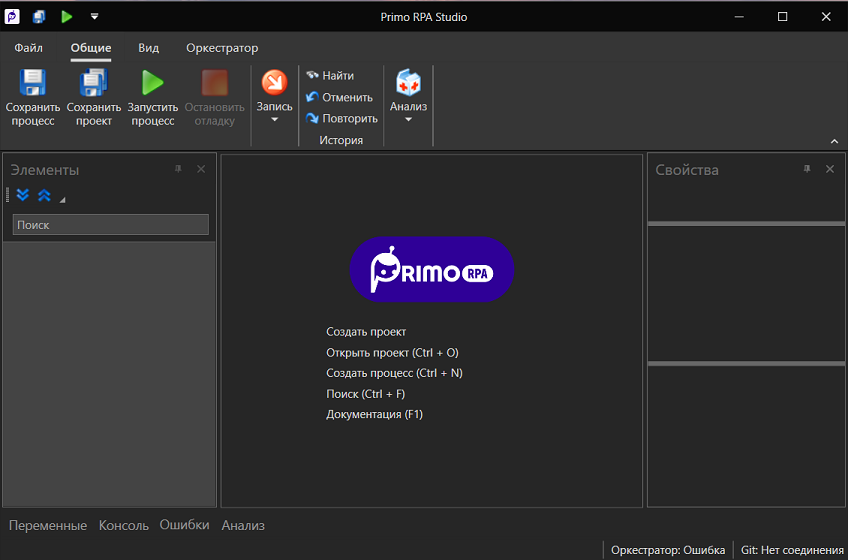 Primo RPA Studio
Файл Общие Вид Оркестратор
Сохранить процесс
Сохранить проект
Запустить процесс
Остановить отладку
Запись
Найти
Отменить
Повторить
История
Анализ
Элементы
Поиск
PRIMO RPA
Создать проект
Открыть проект (Ctrl + O)
Создать процесс (Ctrl + N)
Поиск (Ctrl + F)
Документация (F1)
Свойства
Переменные Консоль Ошибки Анализ
Оркестратор: Ошибка Git: Нет соединения